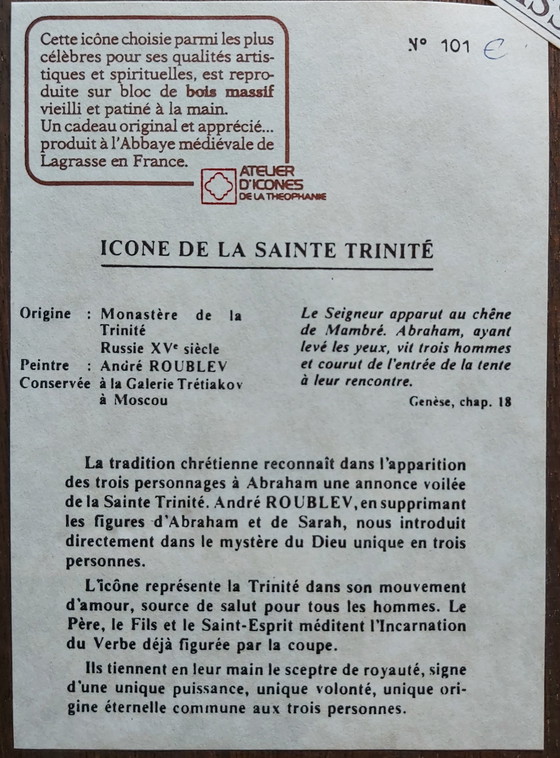 Cette icône choisie parmi les plus
célèbres pour ses qualités artis-
tiques et spirituelles, est repro-
duite sur bloc de bois massif
vieilli et patiné à la main.
Un cadeau original et apprécié...
produit à l'Abbaye médiévale de
Lagrasse en France.
ATELIER
D'ICONES
DE LA THEOPHANIE
N° 101 €
ICONE DE LA SAINTE TRINITÉ
Origine : Monastère de la
Trinité
Russie XVe siècle
Peintre : André ROUBLEV
Conservée à la Galerie Trétiakov
à Moscou
Le Seigneur apparut au chêne
de Mambré. Abraham, ayant
levé les yeux, vit trois hommes
et courut de l'entrée de la tente
à leur rencontre.
Genèse, chap. 18
La tradition chrétienne reconnaît dans l'apparition
des trois personnages à Abraham une annonce voilée
de la Sainte Trinité. André ROUBLEV, en supprimant
les figures d'Abraham et de Sarah, nous introduit
directement dans le mystère du Dieu unique en trois
personnes.
L'icône représente la Trinité dans son mouvement
d'amour, source de salut pour tous les hommes. Le
Père, le Fils et le Saint-Esprit méditent l'Incarnation
du Verbe déjà figurée par la coupe.
Ils tiennent en leur main le sceptre de royauté, signe
d'une unique puissance, unique volonté, unique ori-
gine éternelle commune aux trois personnes.